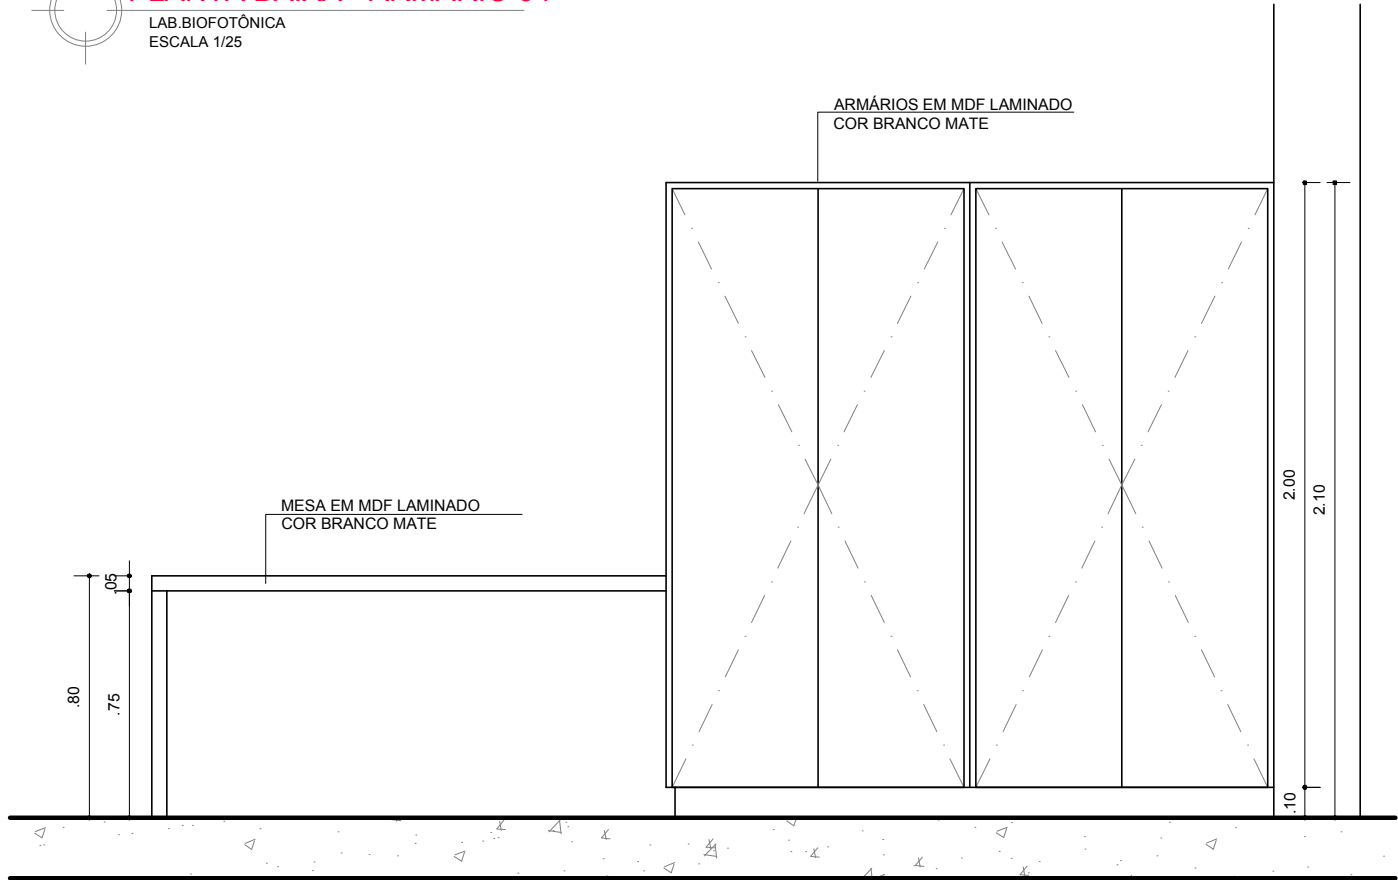 LAB.BIOFOTÔNICA
ESCALA 1/25
ARMÁRIOS EM MDF LAMINADO
COR BRANCO MATE
MESA EM MDF LAMINADO
COR BRANCO MATE
.05
.80
.75
2.00
2.10
.10